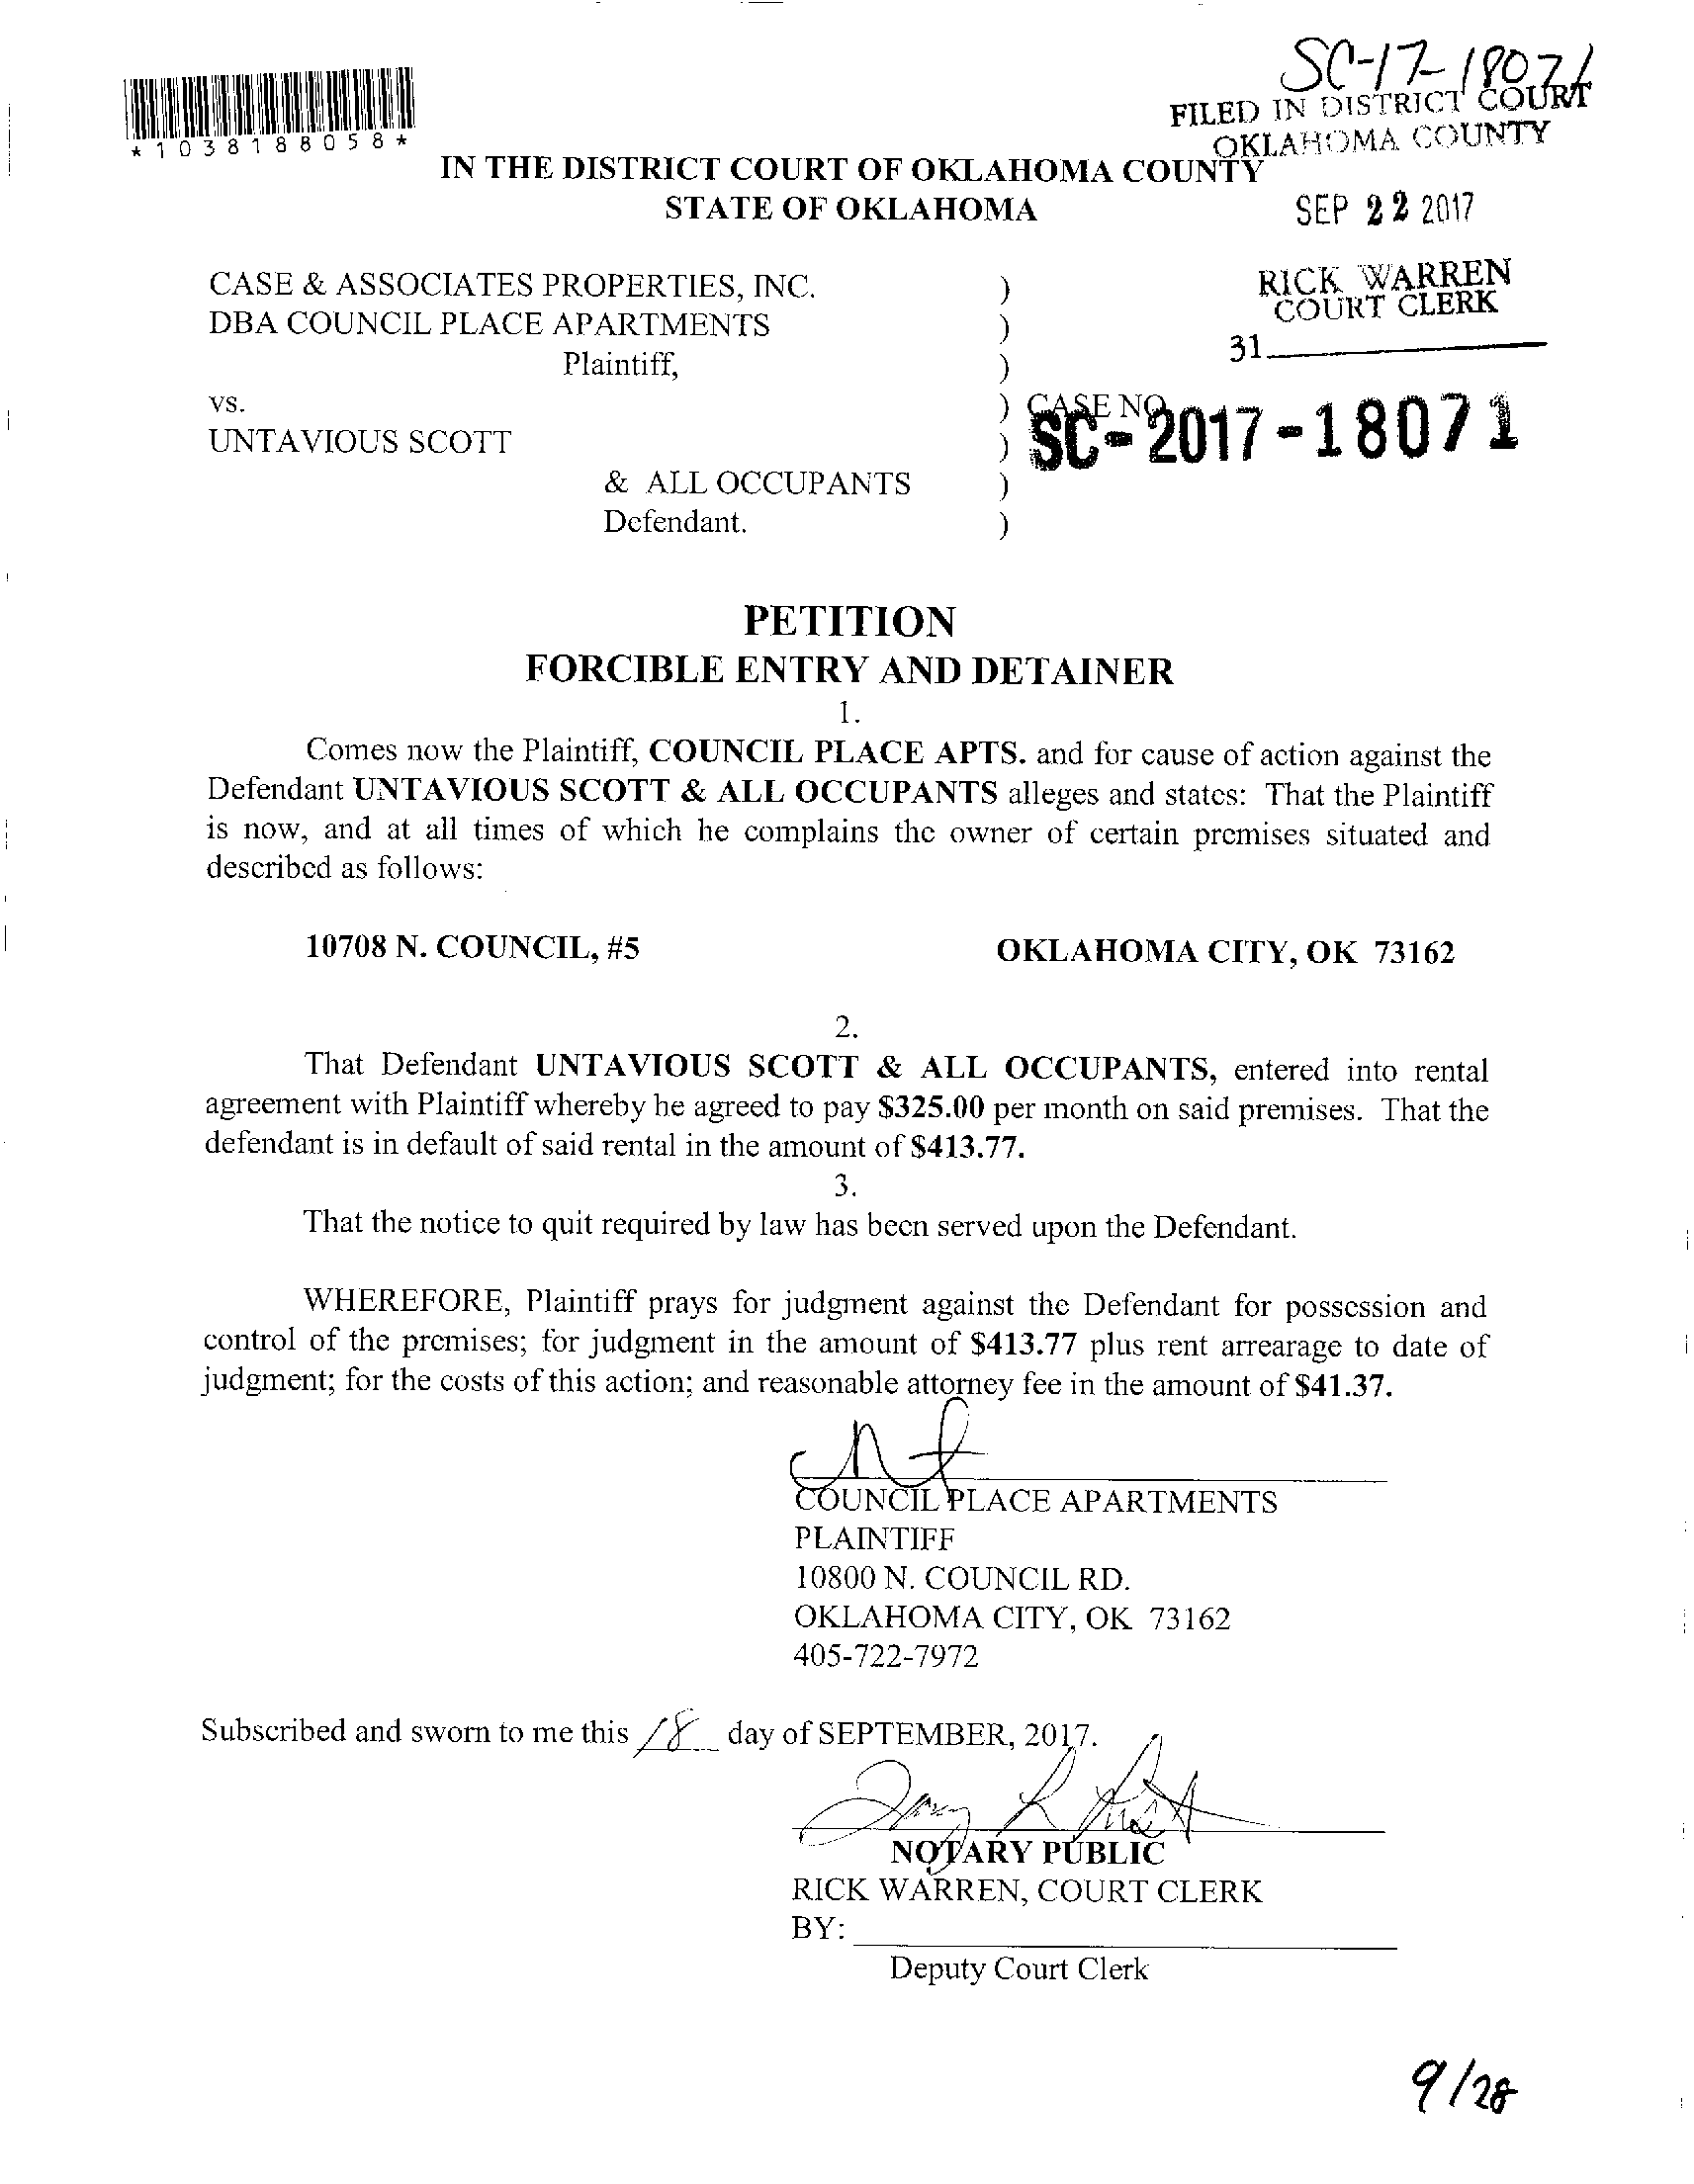 SC-17-18071
FILED IN DISTRICT COURT
OKLAHOMA COUNTY
*1038188058*
IN THE DISTRICT COURT OF OKLAHOMA COUNTY
STATE OF OKLAHOMA
SEP 22 2017
CASE & ASSOCIATES PROPERTIES, INC. )
RICK WARREN
COURT CLERK
DBA COUNCIL PLACE APARTMENTS )
31
Plaintiff, )
vs. ) CASE NO.
SC-2017-18071
UNTAVIOUS SCOTT )
& ALL OCCUPANTS )
Defendant. )
PETITION
FORCIBLE ENTRY AND DETAINER
1.
Comes now the Plaintiff, COUNCIL PLACE APTS. and for cause of action against the
Defendant UNTAVIOUS SCOTT & ALL OCCUPANTS alleges and states: That the Plaintiff
is now, and at all times of which he complains the owner of certain premises situated and
described as follows:
10708 N. COUNCIL, #5 OKLAHOMA CITY, OK 73162
2.
That Defendant UNTAVIOUS SCOTT & ALL OCCUPANTS, entered into rental
agreement with Plaintiff whereby he agreed to pay $325.00 per month on said premises. That the
defendant is in default of said rental in the amount of $413.77.
3.
That the notice to quit required by law has been served upon the Defendant.
WHEREFORE, Plaintiff prays for judgment against the Defendant for possession and
control of the premises; for judgment in the amount of $413.77 plus rent arrearage to date of
judgment; for the costs of this action; and reasonable attorney fee in the amount of $41.37.
COUNCIL PLACE APARTMENTS
PLAINTIFF
10800 N. COUNCIL RD.
OKLAHOMA CITY, OK 73162
405-722-7972
Subscribed and sworn to me this 18 day of SEPTEMBER, 2017.
NOTARY PUBLIC
RICK WARREN, COURT CLERK
BY:
Deputy Court Clerk
9/28